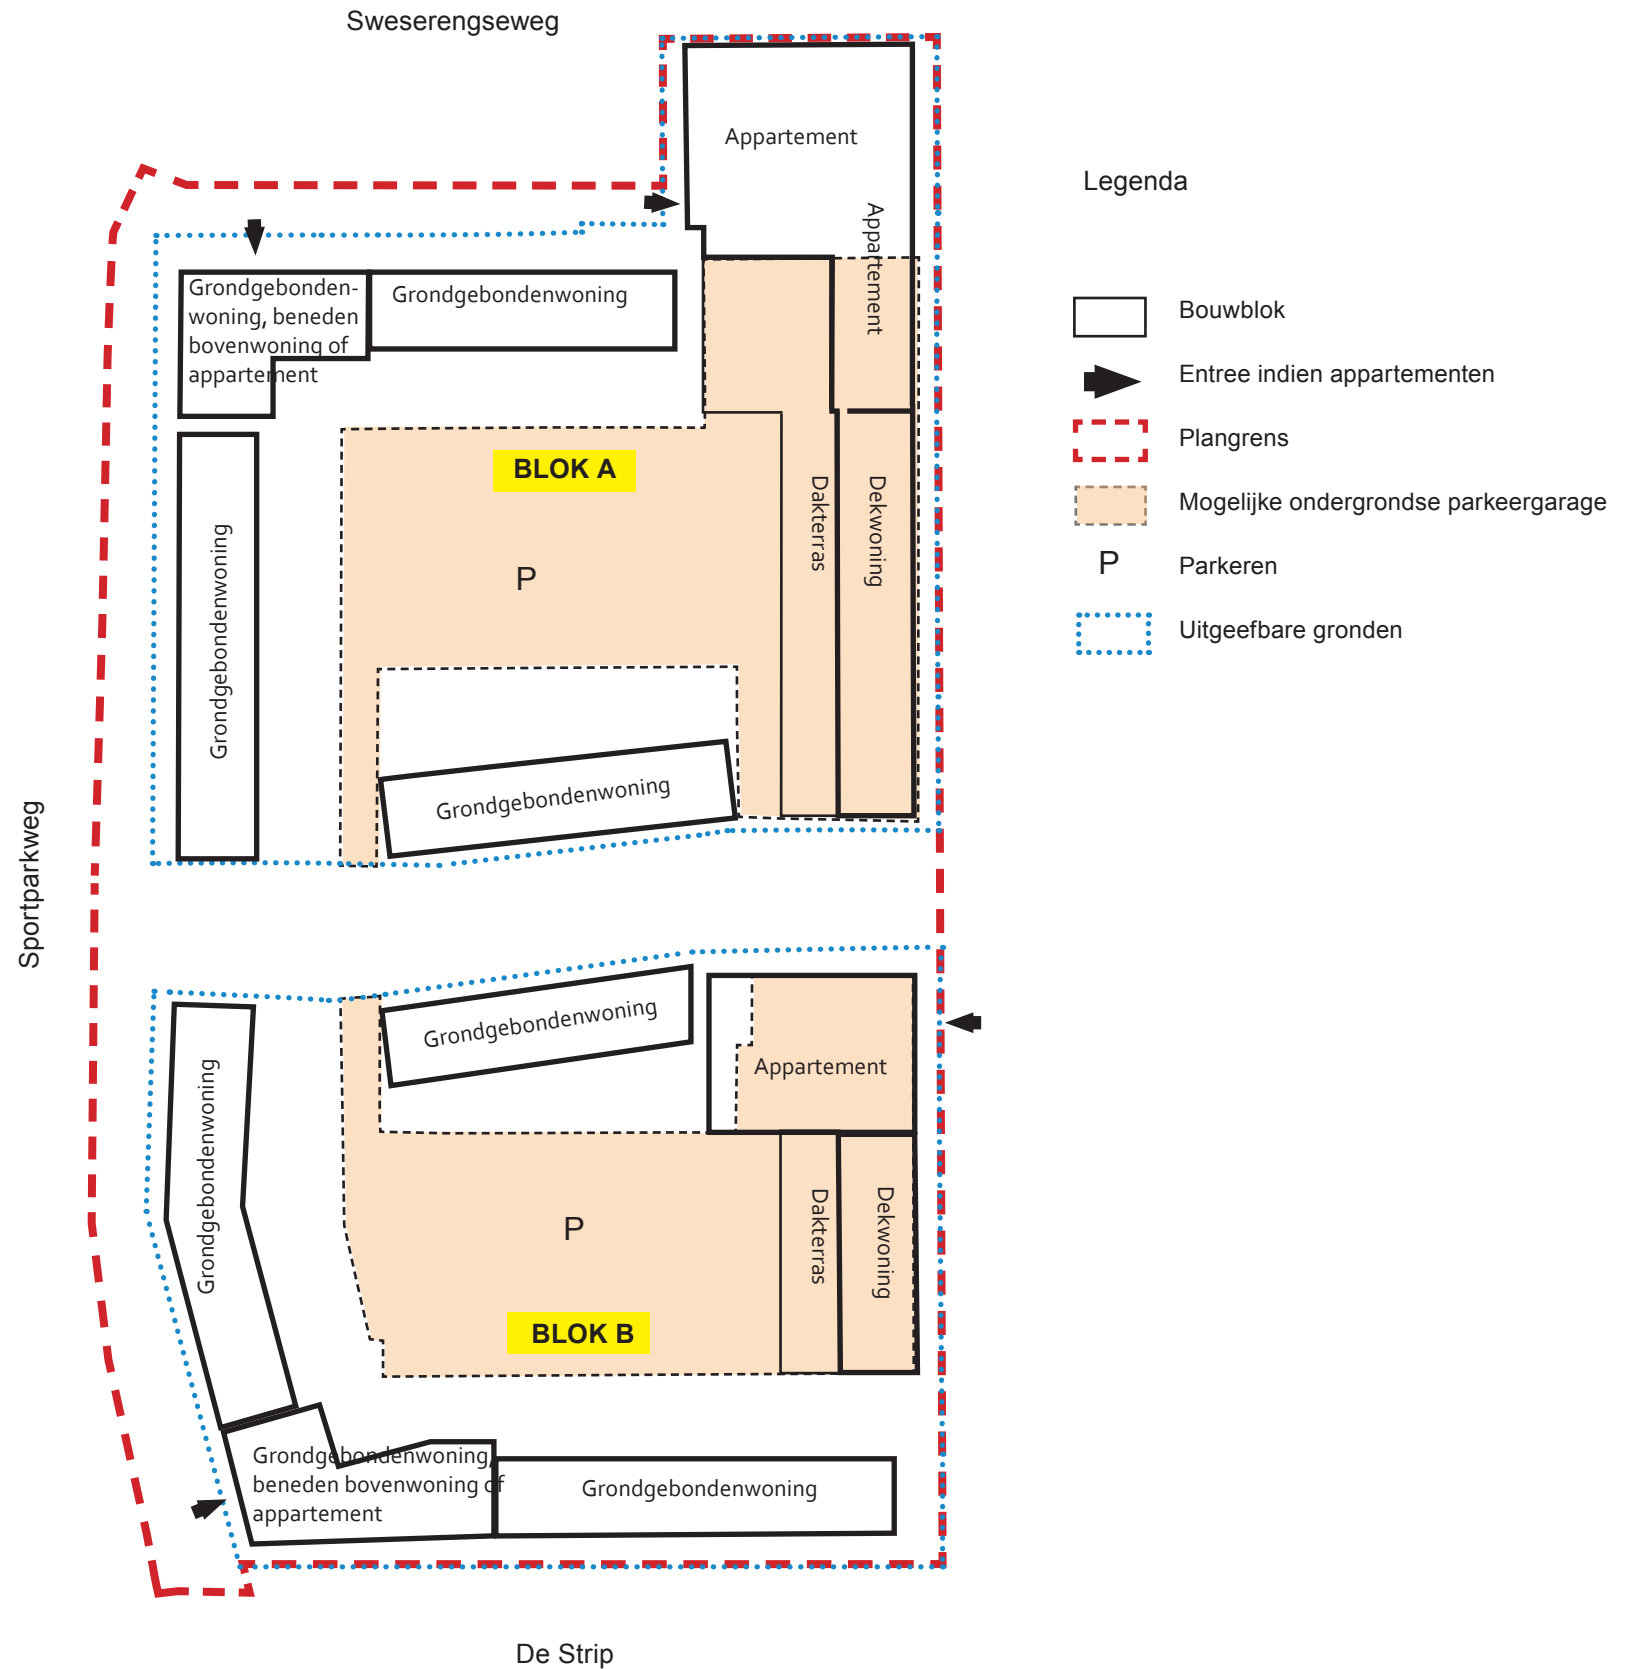 Sweserengseweg
Appartement
Appartement
Grondgebonden-
woning, beneden
bovenwoning of
appartement
Grondgebondenwoning
BLOK A
P
Dakterras
Dekwoning
Grondgebondenwoning
Grondgebondenwoning
Sportparkweg
Grondgebondenwoning
Appartement
Grondgebondenwoning
P
Dakterras
Dekwoning
BLOK B
Grondgebondenwoning,
beneden bovenwoning of
appartement
Grondgebondenwoning
De Strip
Legenda
Bouwblok
Entree indien appartementen
Plangrens
Mogelijke ondergrondse parkeergarage
P Parkeren
Uitgeefbare gronden